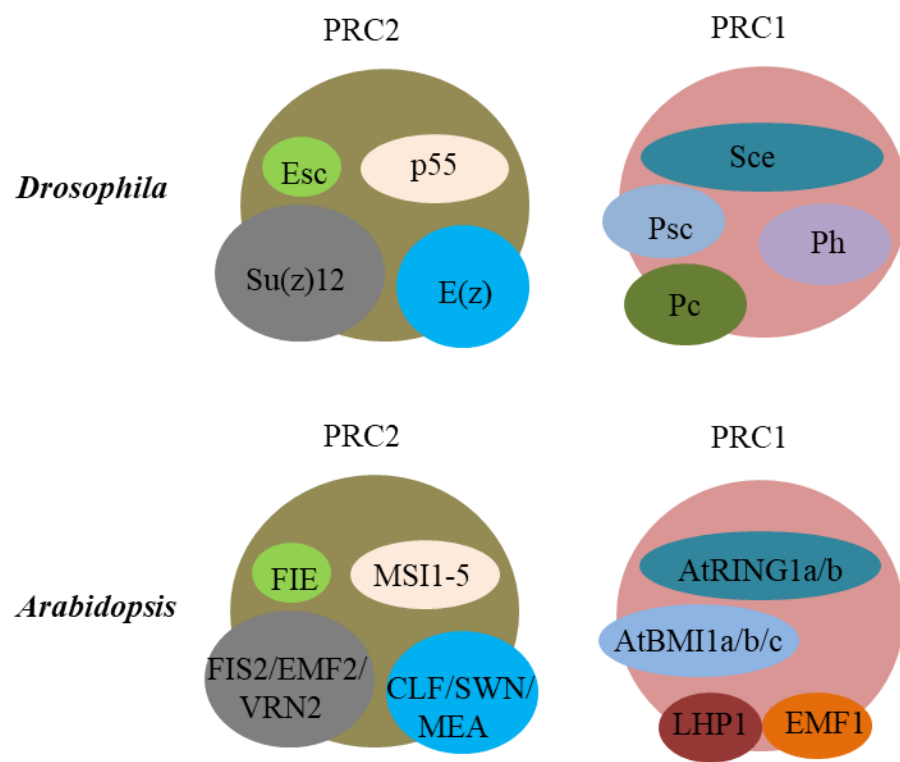 PRC2
PRC1
Drosophila
Esc
p55
Su(z)12
E(z)
Sce
Psc
Ph
Pc
PRC2
PRC1
Arabidopsis
FIE
MSI1-5
FIS2/EMF2/
VRN2
CLF/SWN/
MEA
AtRING1a/b
AtBMI1a/b/c
LHP1
EMF1